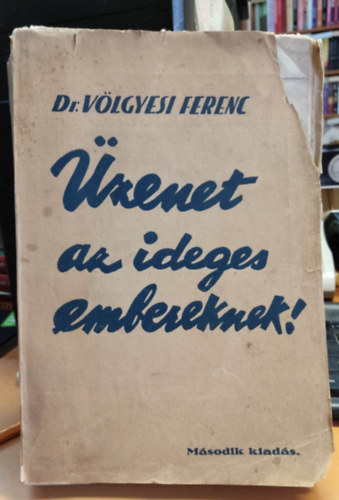 Dr. VÖLGYESI FERENC
Üzenet
az ideges
embereknek!
Második kiadás.